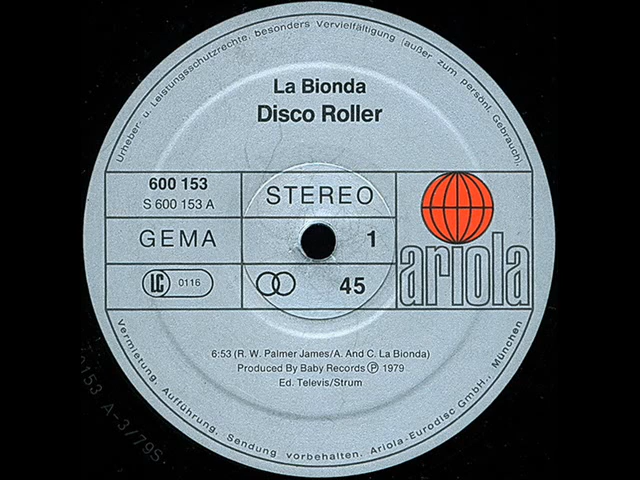 Urheber- u. Leistungsschutzrechte, besonders Vervielfältigung (außer zum persönl. Gebrauch).
La Bionda
Disco Roller
600 153
S 600 153 A
STEREO
GEMA
1
ariola
LC 0116
45
6:53 (R. W. Palmer James/A. And C. La Bionda)
Produced By Baby Records Ⓟ 1979
Ed. Televis/Strum
Vermietung, Aufführung, Sendung vorbehalten. Ariola-Eurodisc GmbH., München
0153 A-3/79S.